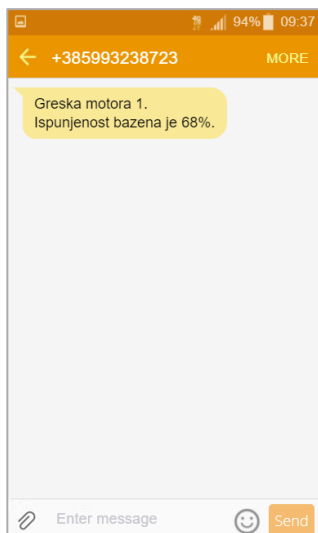 94% 09:37
+385993238723 MORE
Greska motora 1.
Ispunjenost bazena je 68%.
Enter message Send